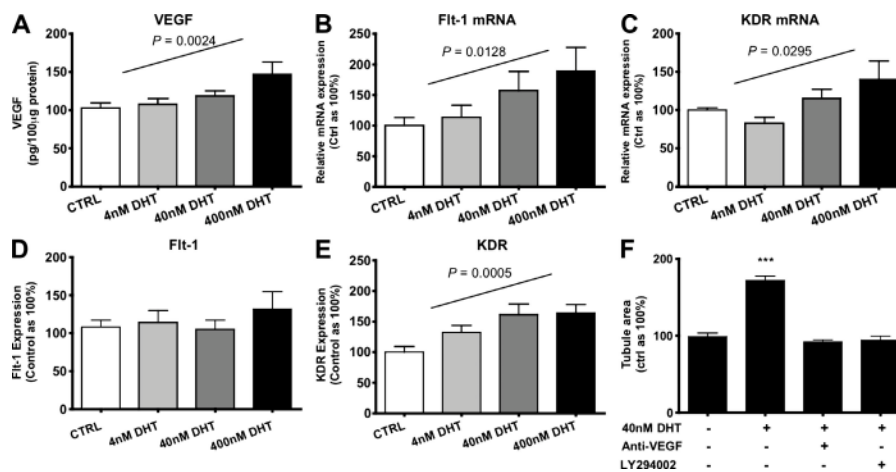 A
VEGF
P = 0.0024
VEGF
(pg/100μg protein)
200
150
100
50
0
CTRL
4nM DHT
40nM DHT
400nM DHT
B
Flt-1 mRNA
P = 0.0128
Relative mRNA expression
(Ctrl as 100%)
250
200
150
100
50
0
CTRL
4nM DHT
40nM DHT
400nM DHT
C
KDR mRNA
P = 0.0295
Relative mRNA expression
(Ctrl as 100%)
200
150
100
50
0
CTRL
4nM DHT
40nM DHT
400nM DHT
D
Flt-1
Flt-1 Expression
(Control as 100%)
200
150
100
50
0
CTRL
4nM DHT
40nM DHT
400nM DHT
E
KDR
P = 0.0005
KDR Expression
(Control as 100%)
250
200
150
100
50
0
CTRL
4nM DHT
40nM DHT
400nM DHT
F
***
Tubule area
(ctrl as 100%)
200
100
0
40nM DHT - + + +
Anti-VEGF - - + -
LY294002 - - - +